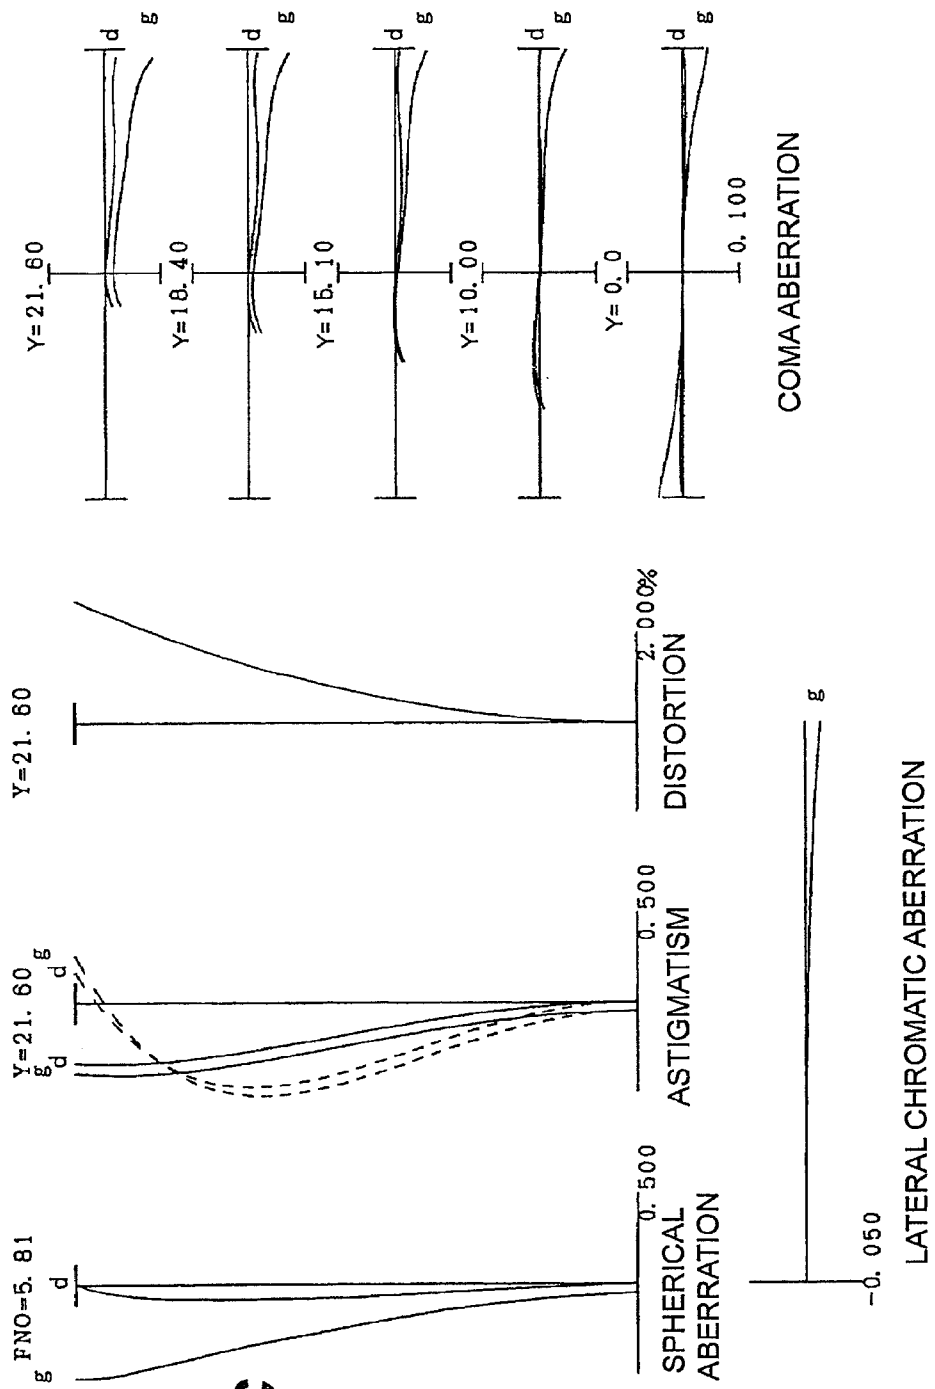 FNO=5. 81
g
d
0. 500
SPHERICAL
ABERRATION
Y=21. 60
g
d
d
g
0. 500
ASTIGMATISM
Y=21. 60
2. 000%
DISTORTION
Y=21. 60
d
g
Y=18. 40
d
g
Y=15. 10
d
g
Y=10. 00
d
g
Y= 0. 0
d
g
0. 100
COMA ABERRATION
g
-0. 050
LATERAL CHROMATIC ABERRATION